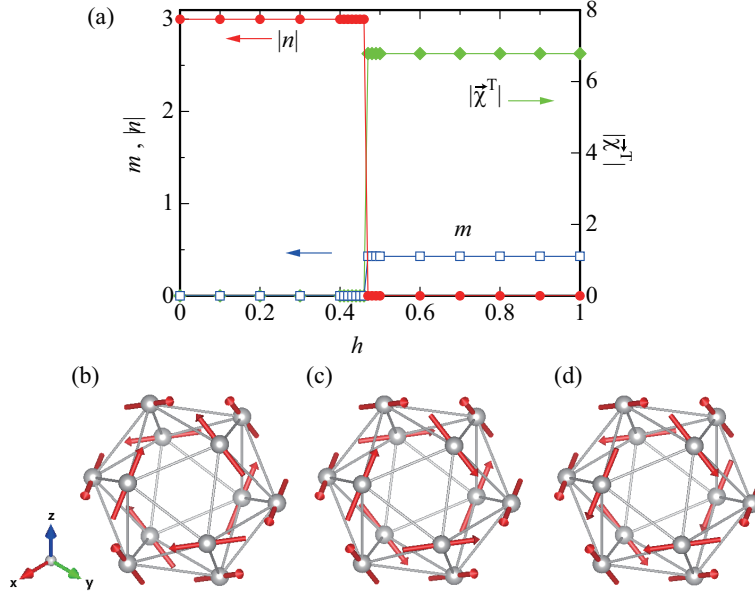 (a)
3
2
1
0
m , |n|
|n|
8
6
4
2
0
|χ⃗ᵀ|
|χ⃗ᵀ|
m
0 0.2 0.4 0.6 0.8 1
h
(b) (c) (d)
z
x y